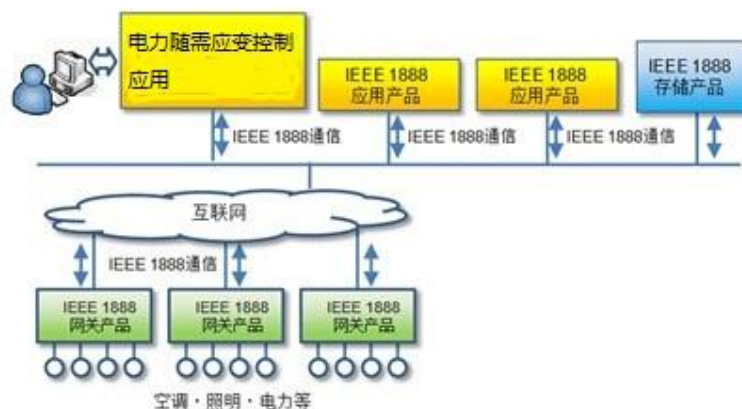 电力随需应变控制
应用
IEEE 1888
应用产品
IEEE 1888
应用产品
IEEE 1888
存储产品
IEEE 1888通信
IEEE 1888通信
IEEE 1888通信
互联网
IEEE 1888通信
IEEE 1888
网关产品
IEEE 1888
网关产品
IEEE 1888
网关产品
空调·照明·电力等